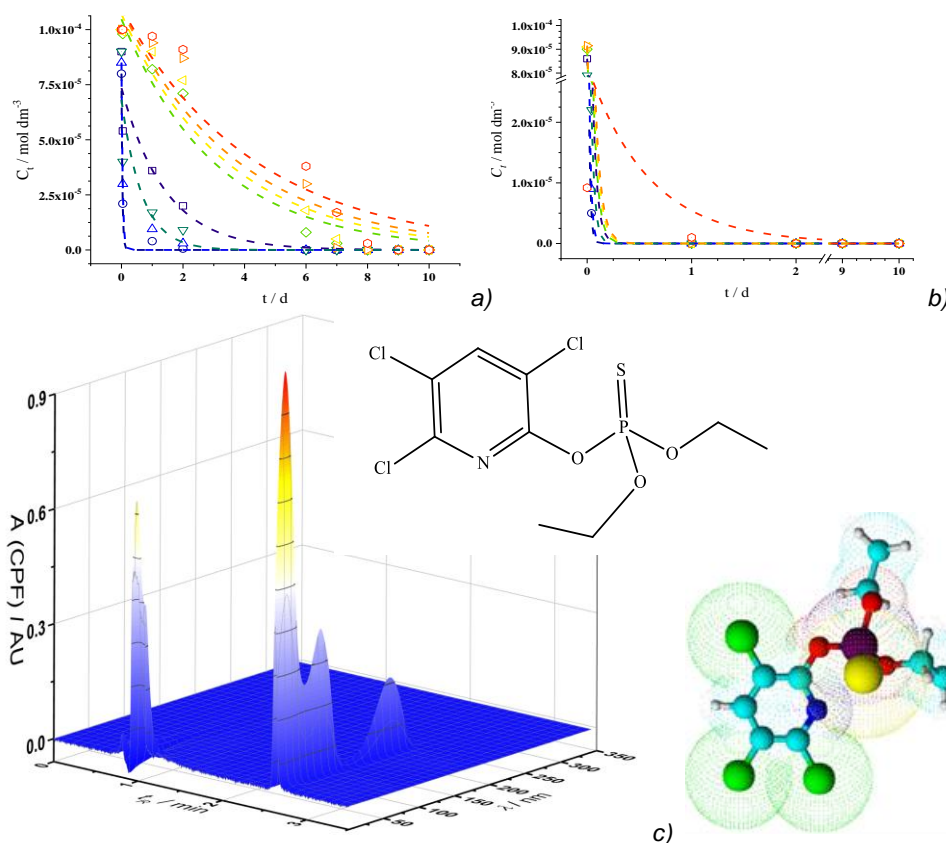 1.0x10⁻⁴
7.5x10⁻⁵
5.0x10⁻⁵
2.5x10⁻⁵
0.0
Cₜ / mol dm⁻³
0 2 4 6 8 10
t / d
a)
1.0x10⁻⁴
9.0x10⁻⁵
8.0x10⁻⁵
2.0x10⁻⁵
1.0x10⁻⁵
0.0
Cₜ / mol dm⁻³
0 1 2 9 10
t / d
b)
0.9
0.6
0.3
0.0
A (CPF) / AU
0 1 2 3
tR / min
50 100 150 200 250 300 350
λ / nm
Cl
Cl
Cl
N
O
S
P
O
O
c)